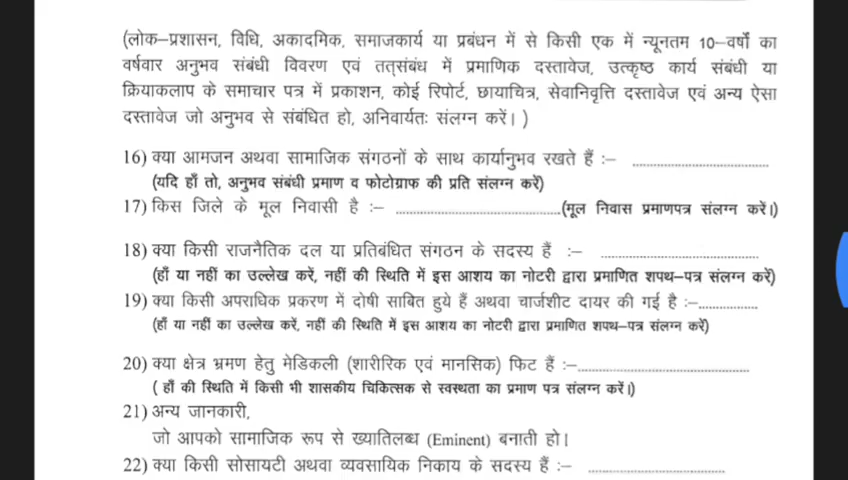 (लोक–प्रशासन, विधि, अकादमिक, समाजकार्य या प्रबंधन में से किसी एक में न्यूनतम 10–वर्षों का
वर्षवार अनुभव संबंधी विवरण एवं तत्संबंध में प्रमाणिक दस्तावेज, उत्कृष्ठ कार्य संबंधी या
क्रियाकलाप के समाचार पत्र में प्रकाशन, कोई रिपोर्ट, छायाचित्र, सेवानिवृत्ति दस्तावेज एवं अन्य ऐसा
दस्तावेज जो अनुभव से संबंधित हो, अनिवार्यतः संलग्न करें। )
16) क्या आमजन अथवा सामाजिक संगठनों के साथ कार्यानुभव रखते हैं :– ........................
(यदि हाँ तो, अनुभव संबंधी प्रमाण व फोटोग्राफ की प्रति संलग्न करें)
17) किस जिले के मूल निवासी है :– ..............................(मूल निवास प्रमाणपत्र संलग्न करें।)
18) क्या किसी राजनैतिक दल या प्रतिबंधित संगठन के सदस्य हैं :– ..............................
(हाँ या नहीं का उल्लेख करें, नहीं की स्थिति में इस आशय का नोटरी द्वारा प्रमाणित शपथ–पत्र संलग्न करें)
19) क्या किसी अपराधिक प्रकरण में दोषी साबित हुये हैं अथवा चार्जशीट दायर की गई है :–..............
(हाँ या नहीं का उल्लेख करें, नहीं की स्थिति में इस आशय का नोटरी द्वारा प्रमाणित शपथ–पत्र संलग्न करें)
20) क्या क्षेत्र भ्रमण हेतु मेडिकली (शारीरिक एवं मानसिक) फिट हैं :–..............................
( हाँ की स्थिति में किसी भी शासकीय चिकित्सक से स्वस्थता का प्रमाण पत्र संलग्न करें।)
21) अन्य जानकारी,
जो आपको सामाजिक रूप से ख्यातिलब्ध (Eminent) बनाती हो।
22) क्या किसी सोसायटी अथवा व्यवसायिक निकाय के सदस्य हैं :– ........................